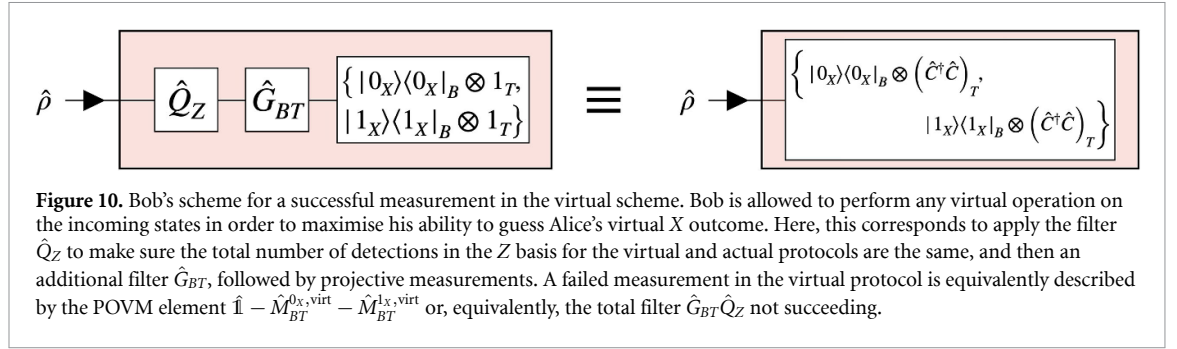 ρ̂ Q̂_Z Ĝ_BT {|0_X⟩⟨0_X|_B ⊗ 1_T,
|1_X⟩⟨1_X|_B ⊗ 1_T}
≡
ρ̂ {|0_X⟩⟨0_X|_B ⊗ (Ĉ†Ĉ)_T,
|1_X⟩⟨1_X|_B ⊗ (Ĉ†Ĉ)_T}
Figure 10. Bob's scheme for a successful measurement in the virtual scheme. Bob is allowed to perform any virtual operation on
the incoming states in order to maximise his ability to guess Alice's virtual X outcome. Here, this corresponds to apply the filter
Q̂_Z to make sure the total number of detections in the Z basis for the virtual and actual protocols are the same, and then an
additional filter Ĝ_BT, followed by projective measurements. A failed measurement in the virtual protocol is equivalently described
by the POVM element 𝟙̂ − M̂_BT^{0_X,virt} − M̂_BT^{1_X,virt} or, equivalently, the total filter Ĝ_BT Q̂_Z not succeeding.